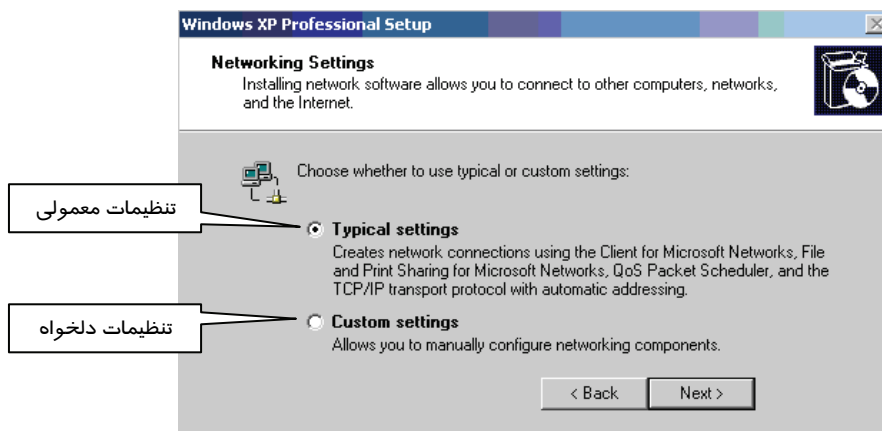 Windows XP Professional Setup
Networking Settings
Installing network software allows you to connect to other computers, networks,
and the Internet.
Choose whether to use typical or custom settings:
تنظیمات معمولی
Typical settings
Creates network connections using the Client for Microsoft Networks, File
and Print Sharing for Microsoft Networks, QoS Packet Scheduler, and the
TCP/IP transport protocol with automatic addressing.
تنظیمات دلخواه
Custom settings
Allows you to manually configure networking components.
< Back
Next >